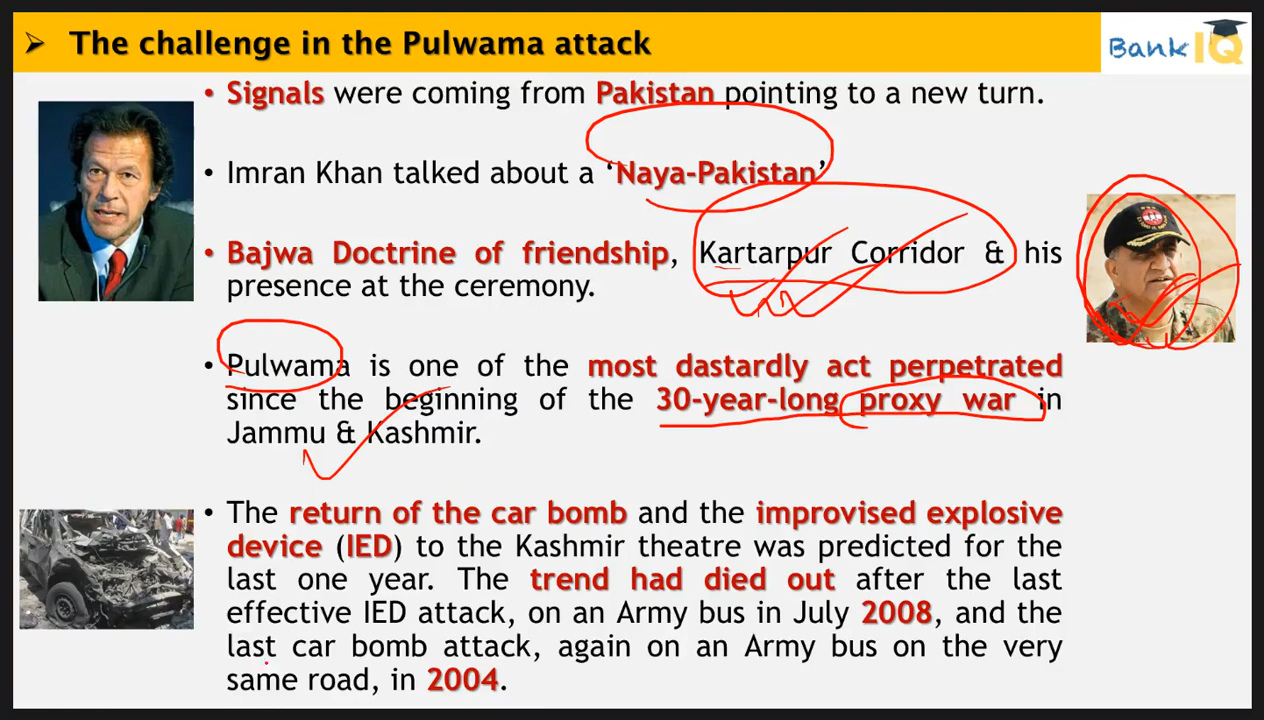 The challenge in the Pulwama attack
Bank IQ
• Signals were coming from Pakistan pointing to a new turn.
• Imran Khan talked about a ‘Naya-Pakistan’
• Bajwa Doctrine of friendship, Kartarpur Corridor & his
presence at the ceremony.
• Pulwama is one of the most dastardly act perpetrated
since the beginning of the 30-year-long proxy war in
Jammu & Kashmir.
• The return of the car bomb and the improvised explosive
device (IED) to the Kashmir theatre was predicted for the
last one year. The trend had died out after the last
effective IED attack, on an Army bus in July 2008, and the
last car bomb attack, again on an Army bus on the very
same road, in 2004.